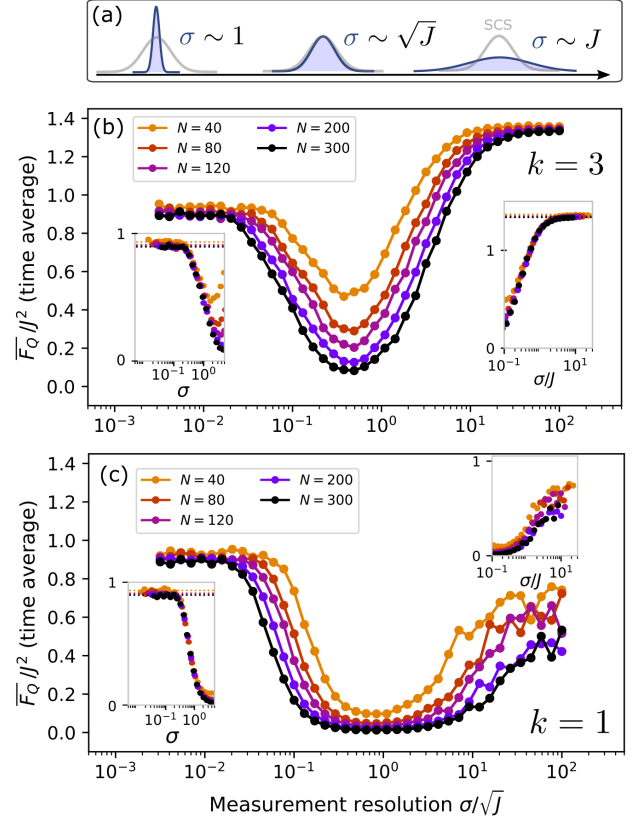 (a)
σ ∼ 1
σ ∼ √J
SCS
σ ∼ J
(b)
N = 40
N = 80
N = 120
N = 200
N = 300
k = 3
F̅_Q/J² (time average)
1.4
1.2
1.0
0.8
0.6
0.4
0.2
0.0
1
0
10⁻¹ 10⁰
σ
1
0
10⁻¹ 10¹
σ/J
10⁻³ 10⁻² 10⁻¹ 10⁰ 10¹ 10²
(c)
N = 40
N = 80
N = 120
N = 200
N = 300
k = 1
F̅_Q/J² (time average)
1.4
1.2
1.0
0.8
0.6
0.4
0.2
0.0
1
0
10⁻¹ 10⁰
σ
1
0
10⁻¹ 10¹
σ/J
10⁻³ 10⁻² 10⁻¹ 10⁰ 10¹ 10²
Measurement resolution σ/√J